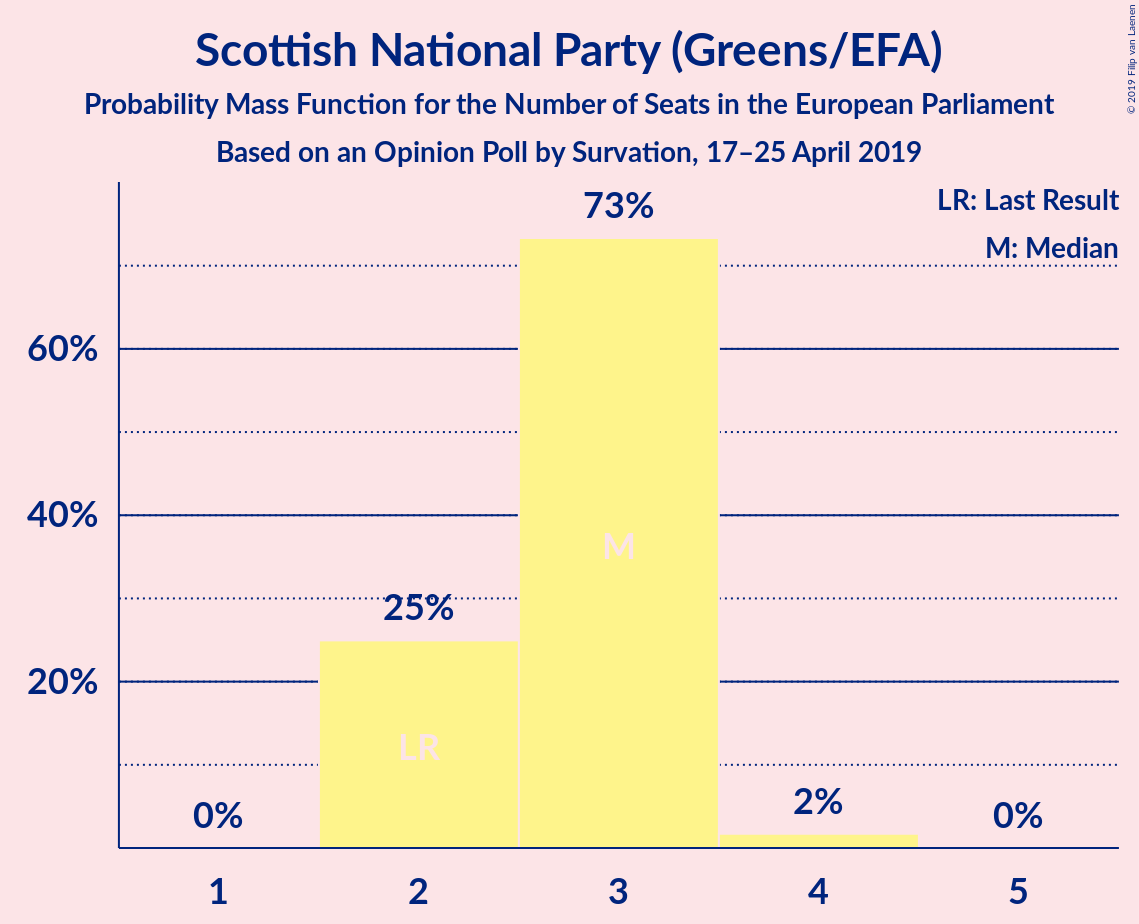 Scottish National Party (Greens/EFA)
Probability Mass Function for the Number of Seats in the European Parliament
Based on an Opinion Poll by Survation, 17–25 April 2019
© 2019 Filip van Laenen
LR: Last Result
M: Median
73%
60%
40%
M
25%
20%
LR
0%
2%
0%
1
2
3
4
5